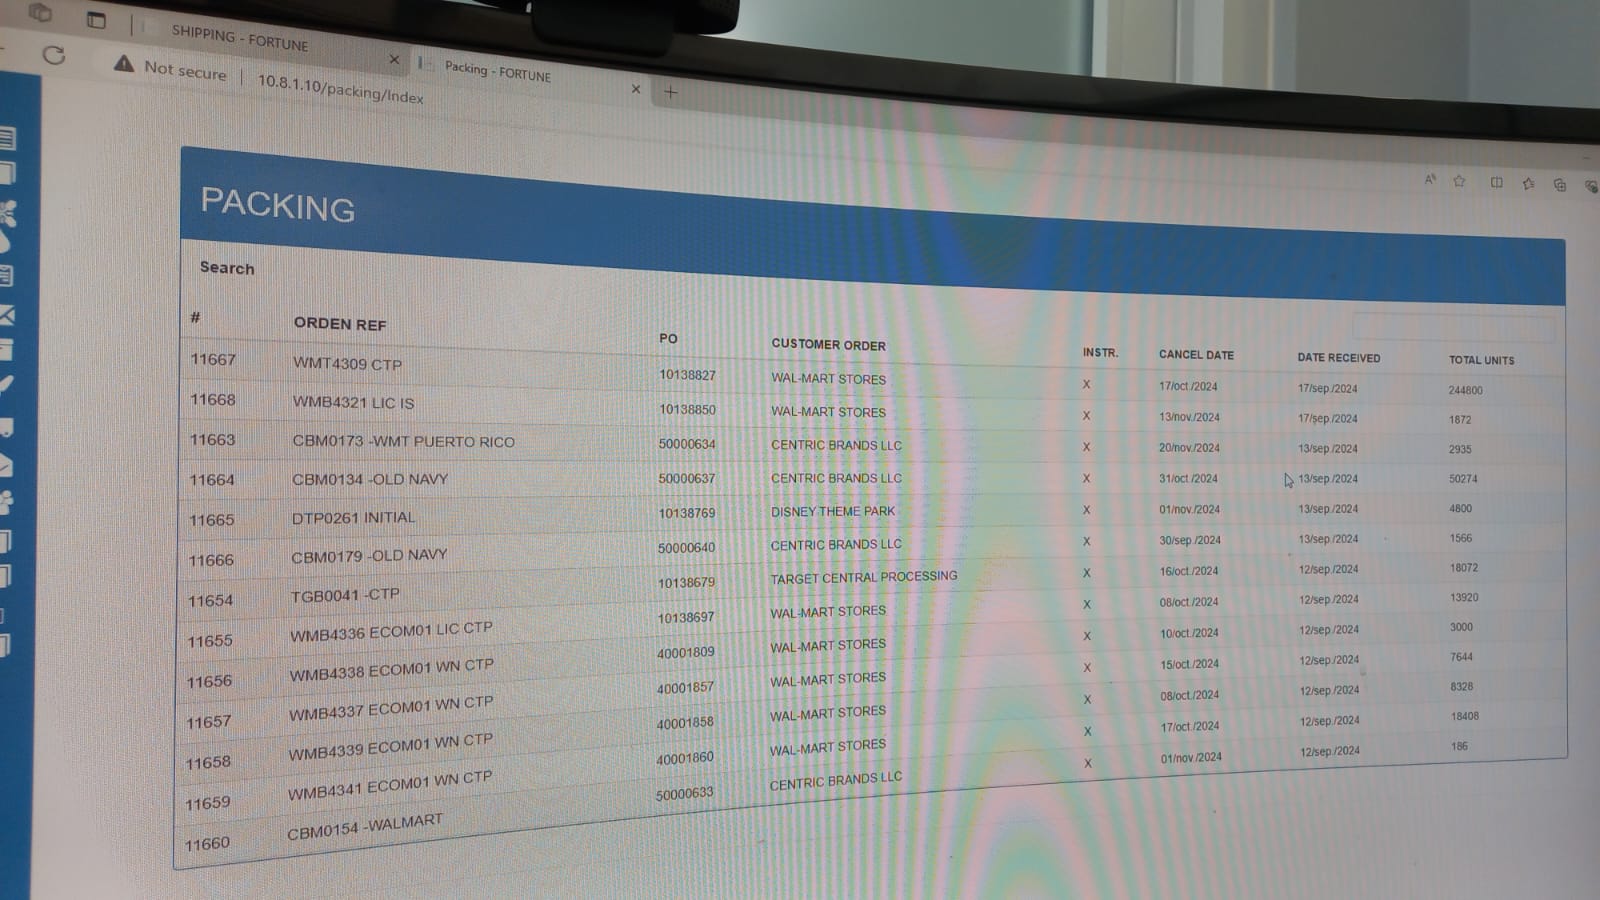 SHIPPING - FORTUNE
Packing - FORTUNE
Not secure | 10.8.1.10/packing/Index
PACKING
Search
# ORDEN REF PO CUSTOMER ORDER INSTR. CANCEL DATE DATE RECEIVED TOTAL UNITS
11667 WMT4309 CTP 10138827 WAL-MART STORES X 17/oct./2024 17/sep./2024 244800
11668 WMB4321 LIC IS 10138850 WAL-MART STORES X 13/nov./2024 17/sep./2024 1872
11663 CBM0173 -WMT PUERTO RICO 50000634 CENTRIC BRANDS LLC X 20/nov./2024 13/sep./2024 2935
11664 CBM0134 -OLD NAVY 50000637 CENTRIC BRANDS LLC X 31/oct./2024 13/sep./2024 50274
11665 DTP0261 INITIAL 10138769 DISNEY THEME PARK X 01/nov./2024 13/sep./2024 4800
11666 CBM0179 -OLD NAVY 50000640 CENTRIC BRANDS LLC X 30/sep./2024 13/sep./2024 1566
11654 TGB0041 -CTP 10138679 TARGET CENTRAL PROCESSING X 16/oct./2024 12/sep./2024 18072
11655 WMB4336 ECOM01 LIC CTP 10138697 WAL-MART STORES X 08/oct./2024 12/sep./2024 13920
11656 WMB4338 ECOM01 WN CTP 40001809 WAL-MART STORES X 10/oct./2024 12/sep./2024 3000
11657 WMB4337 ECOM01 WN CTP 40001857 WAL-MART STORES X 15/oct./2024 12/sep./2024 7644
11658 WMB4339 ECOM01 WN CTP 40001858 WAL-MART STORES X 08/oct./2024 12/sep./2024 8328
11659 WMB4341 ECOM01 WN CTP 40001860 WAL-MART STORES X 17/oct./2024 12/sep./2024 18408
11660 CBM0154 -WALMART 50000633 CENTRIC BRANDS LLC X 01/nov./2024 12/sep./2024 186